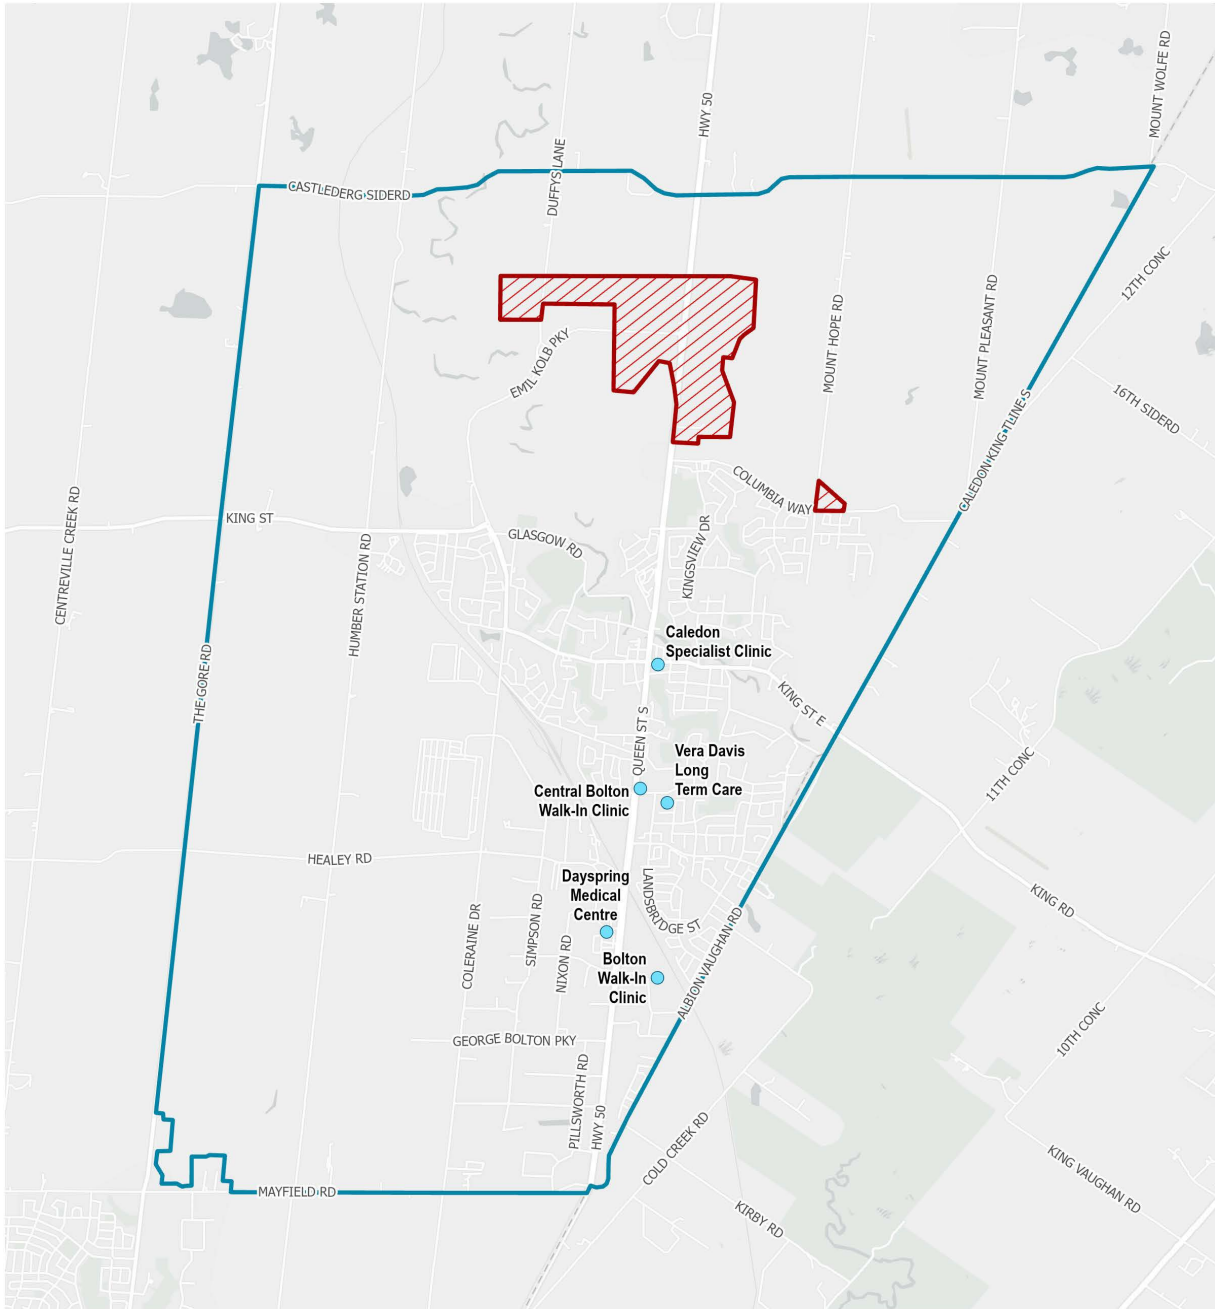 MOUNT WOLFE RD
HWY 50
DUFFYS LANE
CASTLEDERG SIDERD
12TH CONC
MOUNT HOPE RD
MOUNT PLEASANT RD
EMIL KOLB PKY
16TH SIDERD
CALEDON KING TLINE S
COLUMBIA WAY
CENTREVILLE CREEK RD
KING ST
GLASGOW RD
KINGSVIEW DR
HUMBER STATION RD
Caledon
Specialist Clinic
THE GORE RD
KING ST E
QUEEN ST S
Vera Davis
Long
Term Care
Central Bolton
Walk-In Clinic
11TH CONC
HEALEY RD
Dayspring
Medical
Centre
LANDSBRIDGE ST
KING RD
COLERAINE DR
SIMPSON RD
NIXON RD
Bolton
Walk-In
Clinic
ALBION VAUGHAN RD
GEORGE BOLTON PKY
10TH CONC
PILLSWORTH RD
HWY 50
COLD CREEK RD
KING VAUGHAN RD
MAYFIELD RD
KIRBY RD